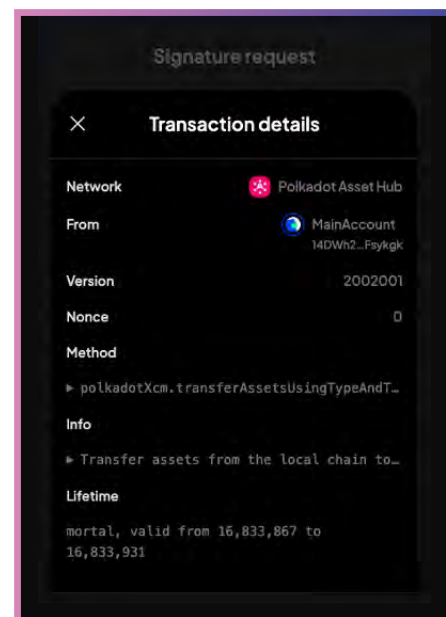 Signature request
Transaction details
Network Polkadot Asset Hub
From MainAccount
14DWh2…Fsykgk
Version 2002001
Nonce 0
Method
▶ polkadotXcm.transferAssetsUsingTypeAndT…
Info
▶ Transfer assets from the local chain to…
Lifetime
mortal, valid from 16,833,867 to
16,833,931